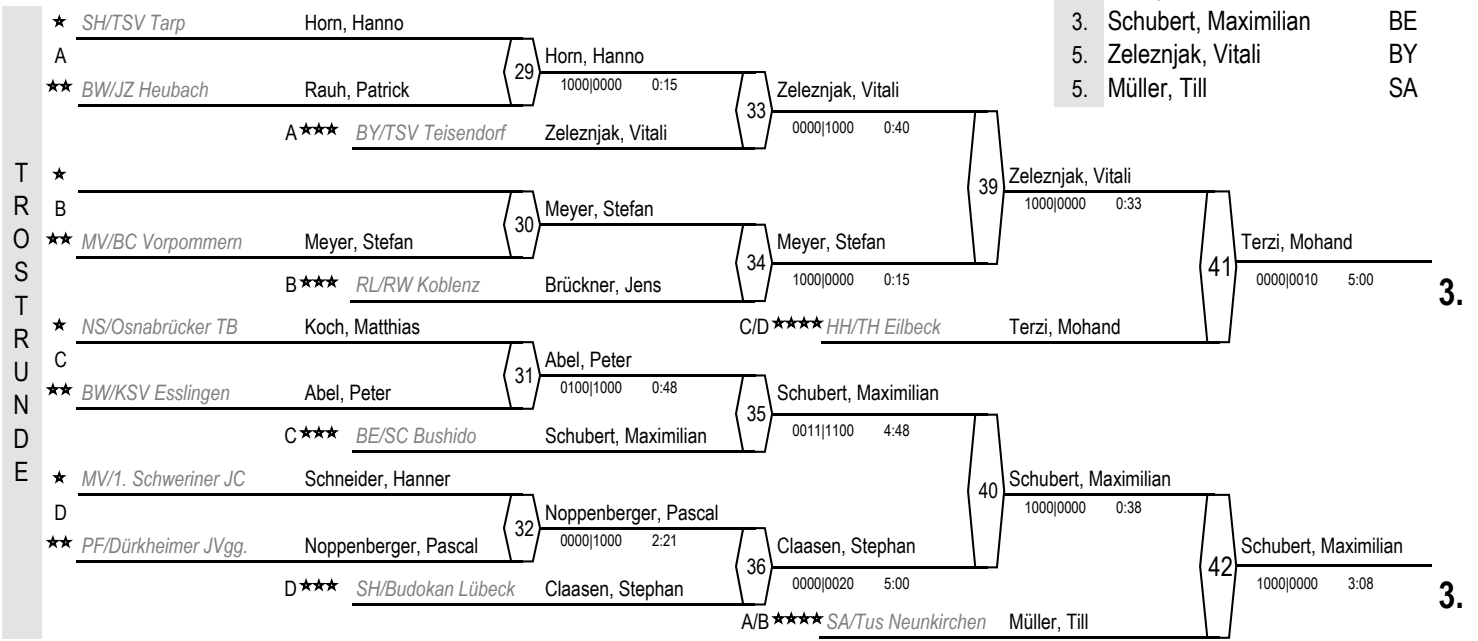 3. Schubert, Maximilian BE
5. Zeleznjak, Vitali BY
5. Müller, Till SA
TROSTRUNDE
★ SH/TSV Tarp Horn, Hanno
A
★★ BW/JZ Heubach Rauh, Patrick
29 Horn, Hanno
1000|0000 0:15
A★★★ BY/TSV Teisendorf Zeleznjak, Vitali
33 Zeleznjak, Vitali
0000|1000 0:40
★
B
★★ MV/BC Vorpommern Meyer, Stefan
30 Meyer, Stefan
B★★★ RL/RW Koblenz Brückner, Jens
34 Meyer, Stefan
1000|0000 0:15
39 Zeleznjak, Vitali
1000|0000 0:33
C/D★★★★ HH/TH Eilbeck Terzi, Mohand
41 Terzi, Mohand
0000|0010 5:00
3.
★ NS/Osnabrücker TB Koch, Matthias
C
★★ BW/KSV Esslingen Abel, Peter
31 Abel, Peter
0100|1000 0:48
C★★★ BE/SC Bushido Schubert, Maximilian
35 Schubert, Maximilian
0011|1100 4:48
★ MV/1. Schweriner JC Schneider, Hanner
D
★★ PF/Dürkheimer JVgg. Noppenberger, Pascal
32 Noppenberger, Pascal
0000|1000 2:21
D★★★ SH/Budokan Lübeck Claasen, Stephan
36 Claasen, Stephan
0000|0020 5:00
40 Schubert, Maximilian
1000|0000 0:38
A/B★★★★ SA/Tus Neunkirchen Müller, Till
42 Schubert, Maximilian
1000|0000 3:08
3.